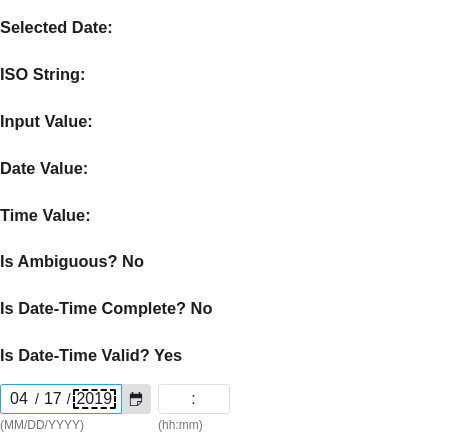 Selected Date:
ISO String:
Input Value:
Date Value:
Time Value:
Is Ambiguous? No
Is Date-Time Complete? No
Is Date-Time Valid? Yes
04 / 17 / 2019 :
(MM/DD/YYYY) (hh:mm)